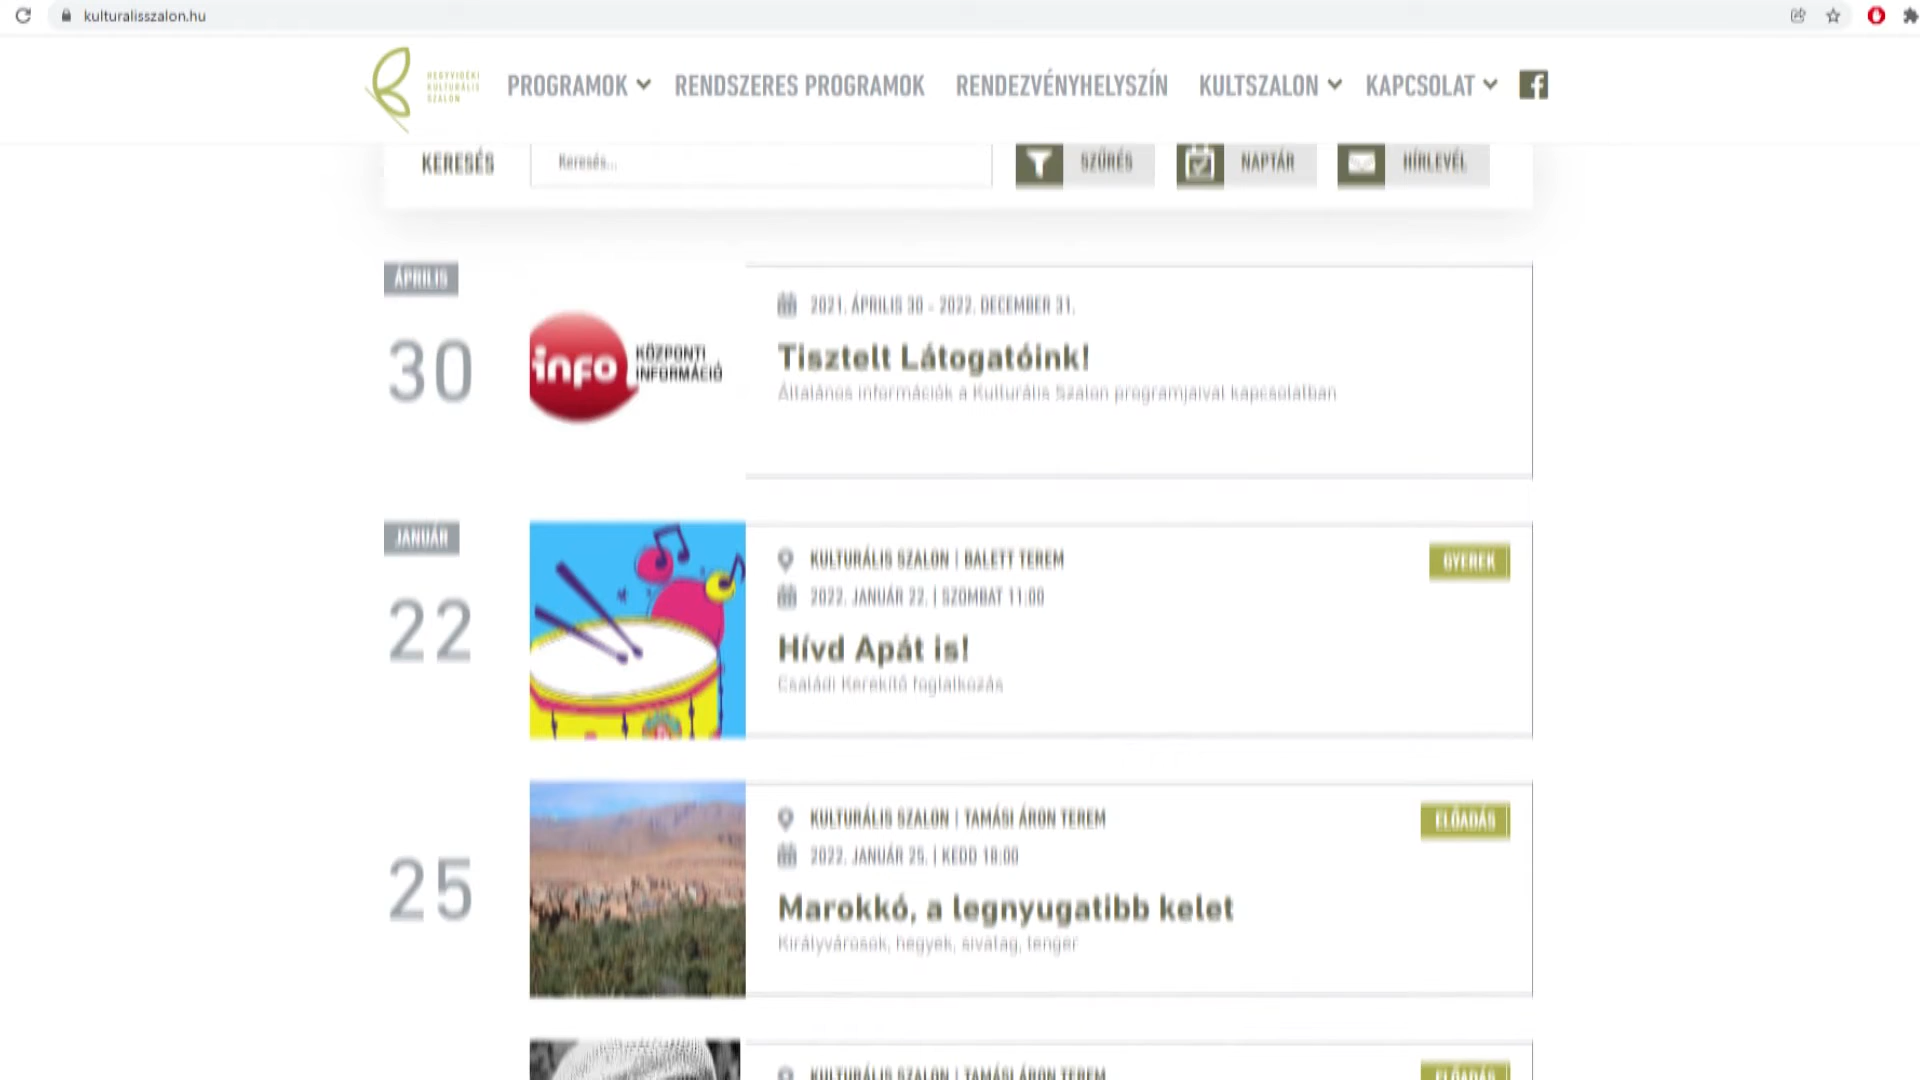 kulturalisszalon.hu
HEGYVIDÉKI
KULTURÁLIS
SZALON
PROGRAMOK
RENDSZERES PROGRAMOK
RENDEZVÉNYHELYSZÍN
KULTSZALON
KAPCSOLAT
KERESÉS
Keresés...
SZŰRÉS
NAPTÁR
HÍRLEVÉL
ÁPRILIS
30
info
KÖZPONTI
INFORMÁCIÓ
2021. ÁPRILIS 30 - 2022. DECEMBER 31.
Tisztelt Látogatóink!
Általános információk a Kulturális Szalon programjaival kapcsolatban
JANUÁR
22
KULTURÁLIS SZALON | BALETT TEREM
GYEREK
2022. JANUÁR 22. | SZOMBAT 11:00
Hívd Apát is!
Családi Kerekítő foglalkozás
25
KULTURÁLIS SZALON | TAMÁSI ÁRON TEREM
ELŐADÁS
2022. JANUÁR 25. | KEDD 18:00
Marokkó, a legnyugatibb kelet
Királyvárosok, hegyek, sivatag, tenger
KULTURÁLIS SZALON | TAMÁSI ÁRON TEREM
ELŐADÁS